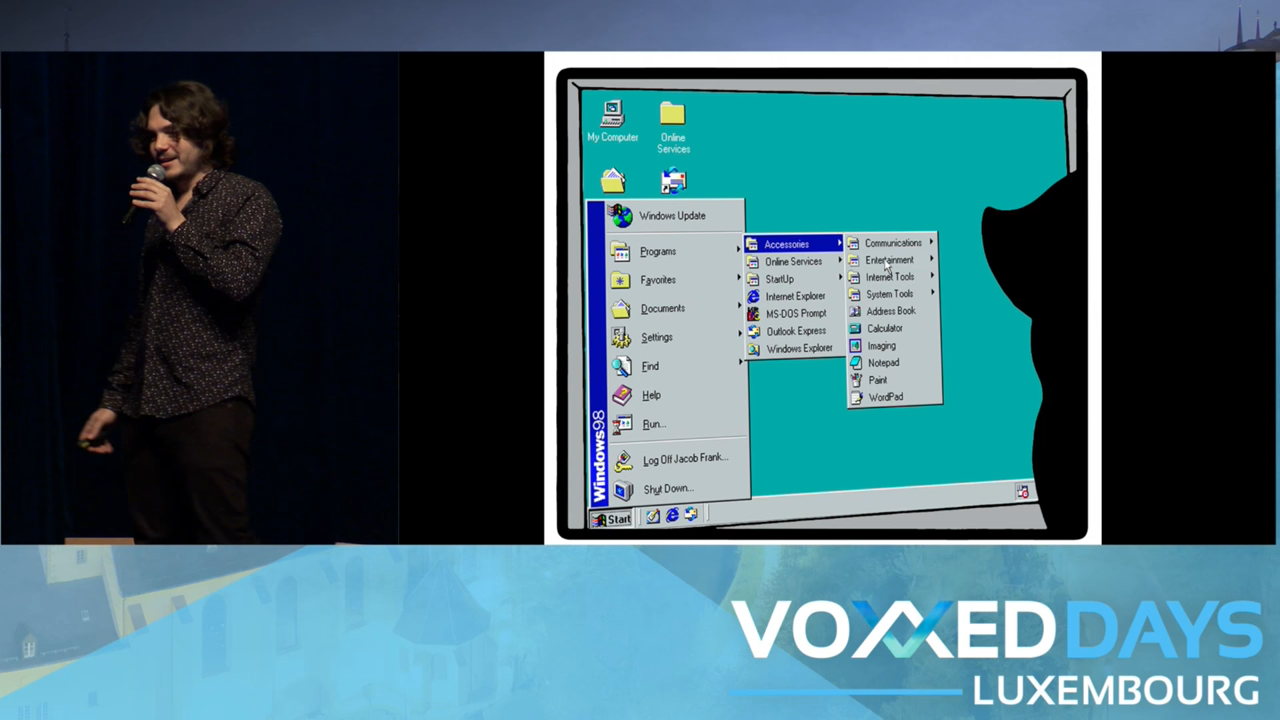 My Computer
Online
Services
Windows Update
Programs
Favorites
Documents
Settings
Find
Help
Run...
Log Off Jacob Frank...
Shut Down...
Windows98
Accessories
Online Services
StartUp
Internet Explorer
MS-DOS Prompt
Outlook Express
Windows Explorer
Communications
Entertainment
Internet Tools
System Tools
Address Book
Calculator
Imaging
Notepad
Paint
WordPad
Start
VOXXED DAYS
LUXEMBOURG